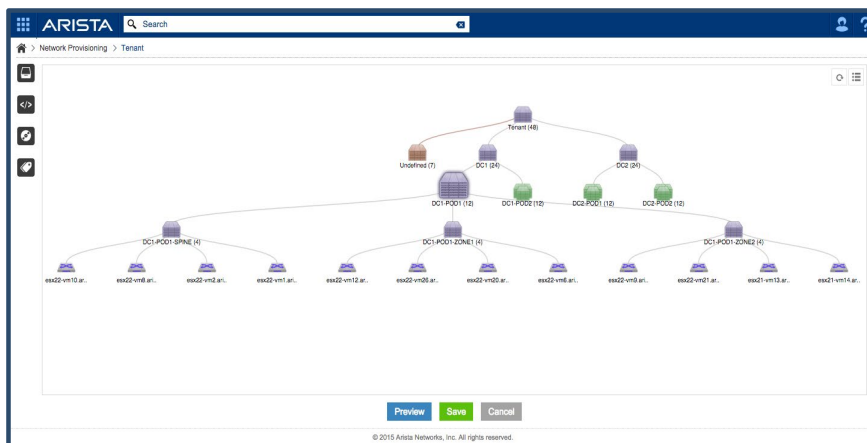 ARISTA
Search
?
> Network Provisioning > Tenant
</>
Tenant (48)
Undefined (7)
DC1 (24)
DC2 (24)
DC1-POD1 (12)
DC1-POD2 (12)
DC2-POD1 (12)
DC2-POD2 (12)
DC1-POD1-SPINE (4)
DC1-POD1-ZONE1 (4)
DC1-POD1-ZONE2 (4)
esx22-vm10.ar...
esx22-vm8.ari...
esx22-vm2.ari...
esx22-vm1.ari...
esx22-vm12.ar...
esx22-vm26.ar...
esx22-vm20.ar...
esx22-vm6.ari...
esx22-vm9.ari...
esx22-vm21.ar...
esx21-vm13.ar...
esx21-vm14.ar...
Preview
Save
Cancel
© 2015 Arista Networks, Inc. All rights reserved.